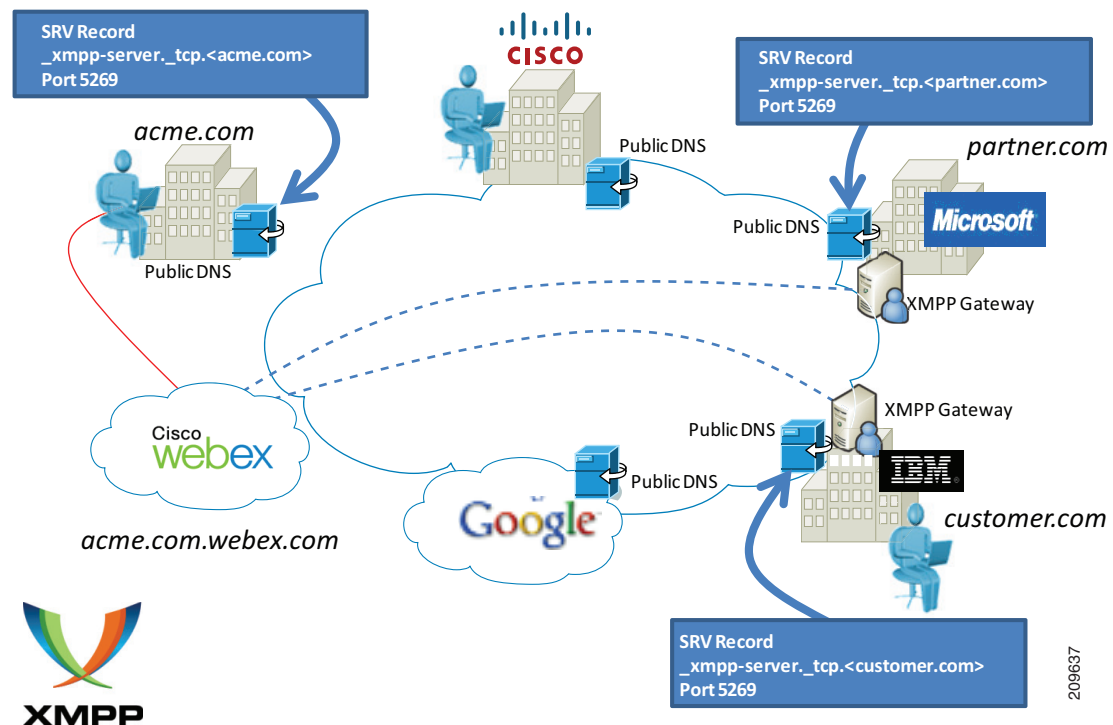 SRV Record
_xmpp-server._tcp.<acme.com>
Port 5269
CISCO
SRV Record
_xmpp-server._tcp.<partner.com>
Port 5269
acme.com
Public DNS
partner.com
Public DNS
Microsoft
Public DNS
XMPP Gateway
XMPP Gateway
Cisco
webex
Public DNS
IBM
Public DNS
Google
customer.com
acme.com.webex.com
SRV Record
_xmpp-server._tcp.<customer.com>
Port 5269
209637
XMPP